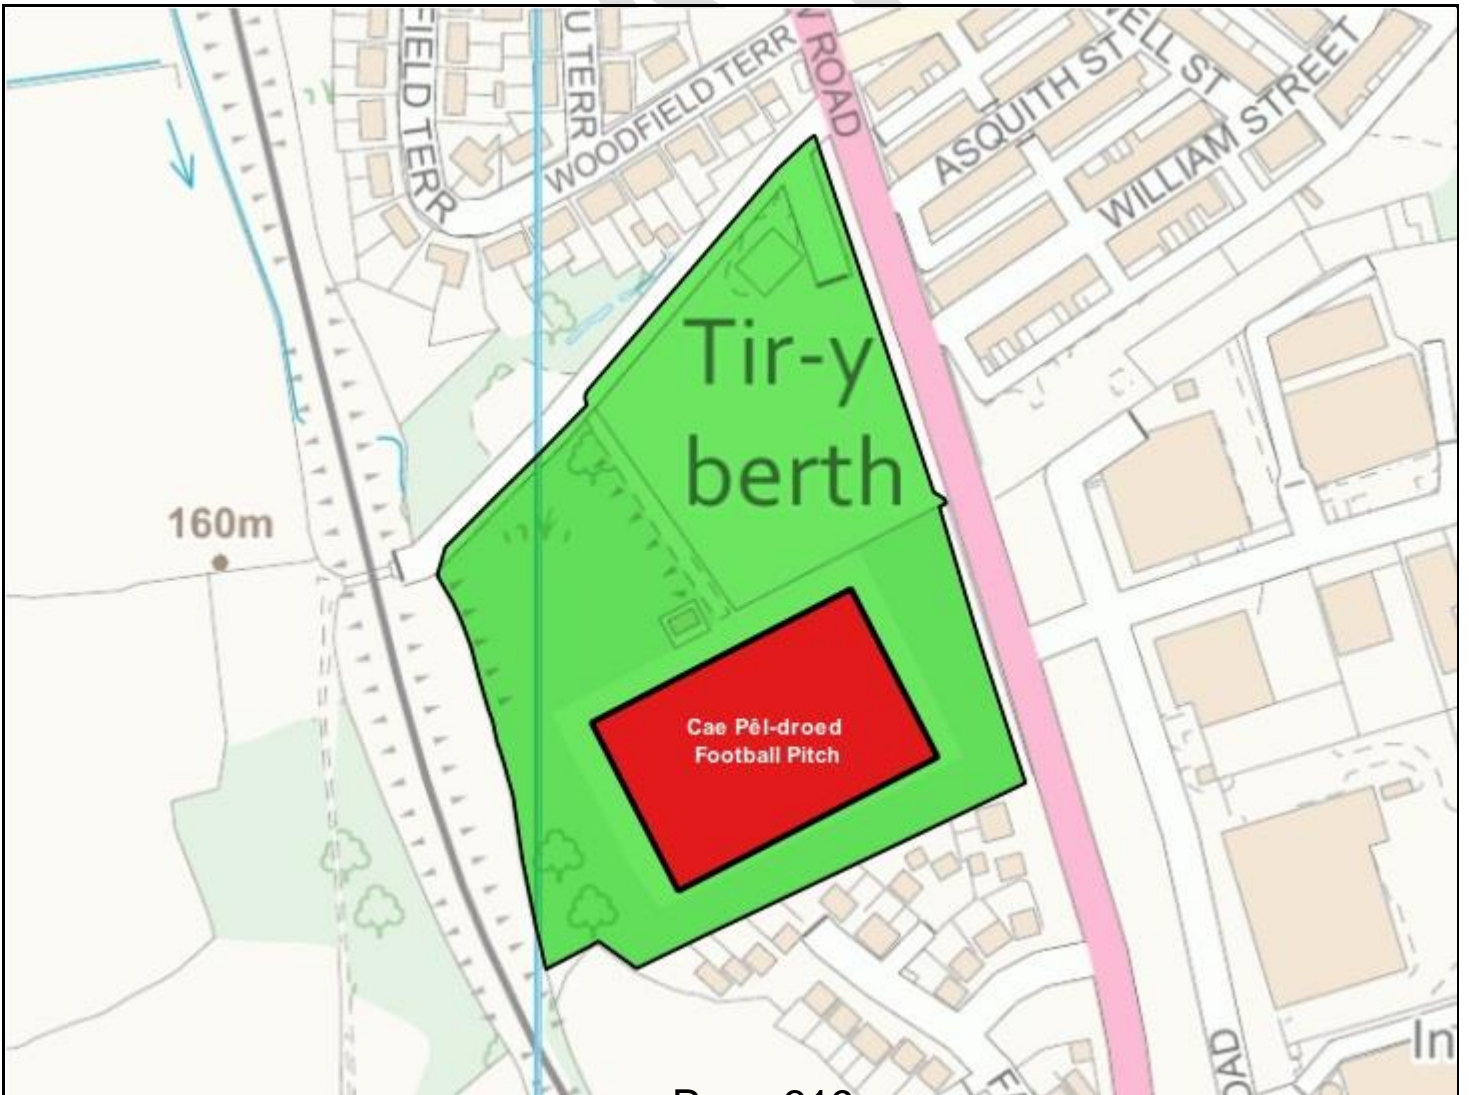 FIELD TERR
U TERR
WOODFIELD TERR
ROAD
ASQUITH ST
ST
WILLIAM STREET
Tir-y
berth
160m
Cae Pêl-droed
Football Pitch
In
OAD